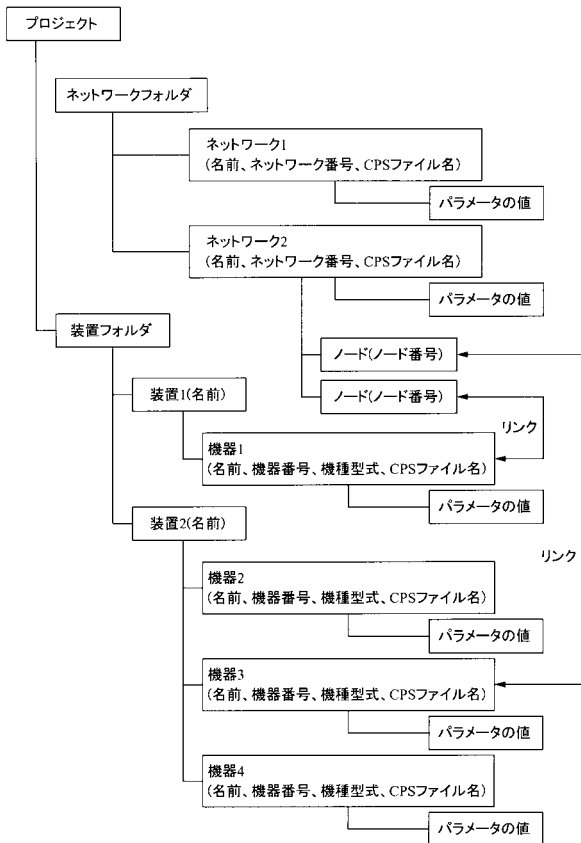 プロジェクト
ネットワークフォルダ
ネットワーク1
(名前、ネットワーク番号、CPSファイル名)
パラメータの値
ネットワーク2
(名前、ネットワーク番号、CPSファイル名)
パラメータの値
装置フォルダ
ノード(ノード番号)
装置1(名前)
ノード(ノード番号)
リンク
機器1
(名前、機器番号、機種型式、CPSファイル名)
パラメータの値
装置2(名前)
リンク
機器2
(名前、機器番号、機種型式、CPSファイル名)
パラメータの値
機器3
(名前、機器番号、機種型式、CPSファイル名)
パラメータの値
機器4
(名前、機器番号、機種型式、CPSファイル名)
パラメータの値